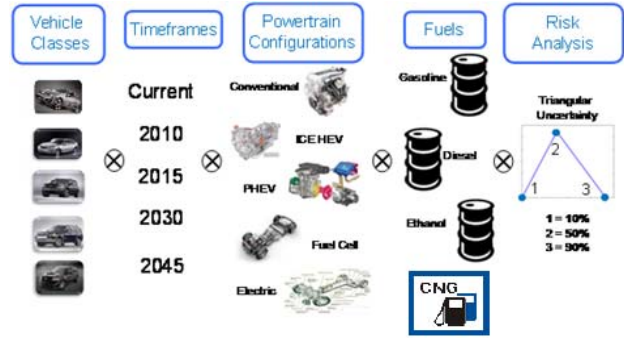 Vehicle
Classes
Timeframes
Powertrain
Configurations
Fuels
Risk
Analysis
Current
2010
2015
2030
2045
Conventional
ICE HEV
PHEV
Fuel Cell
Electric
Gasoline
Diesel
Ethanol
CNG
Triangular
Uncertainty
2
1
3
1 = 10%
2 = 50%
3 = 90%